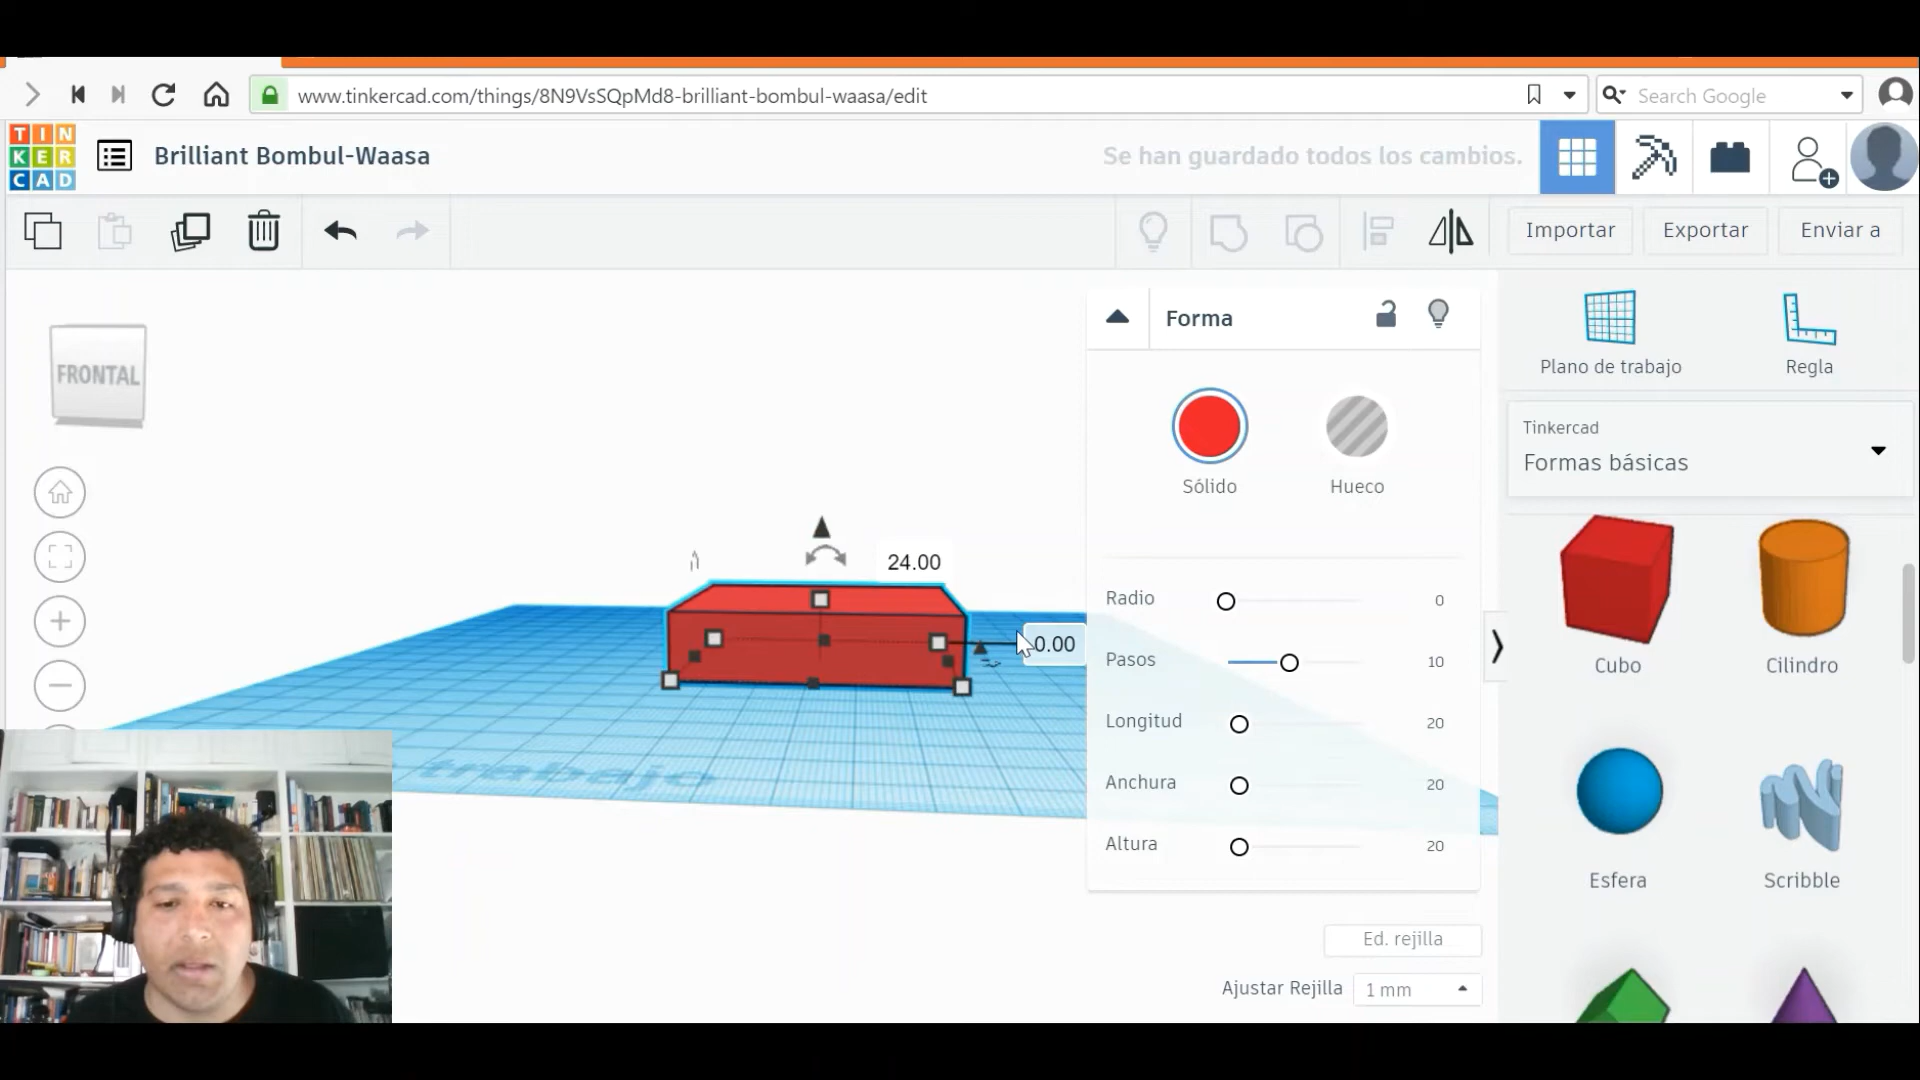 www.tinkercad.com/things/8N9VsSQpMd8-brilliant-bombul-waasa/edit
Search Google
TIN
KER
CAD
Brilliant Bombul-Waasa
Se han guardado todos los cambios.
Importar
Exportar
Enviar a
FRONTAL
Forma
Sólido
Hueco
Plano de trabajo
Regla
Tinkercad
Formas básicas
24.00
0.00
Radio
0
Pasos
10
Longitud
20
Anchura
20
Altura
20
Cubo
Cilindro
Esfera
Scribble
trabajo
Ed. rejilla
Ajustar Rejilla
1 mm